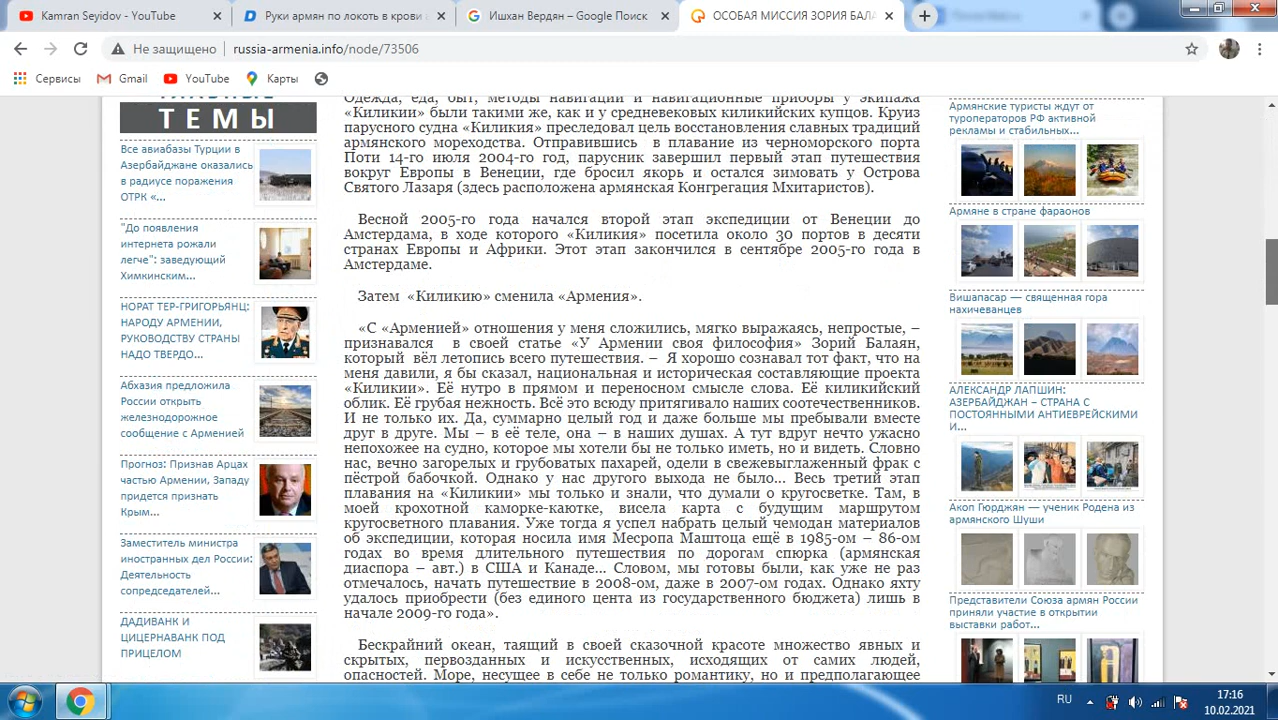 Kamran Seyidov - YouTube
Руки армян по локоть в крови
Ишхан Вердян – Google Поиск
ОСОБАЯ МИССИЯ ЗОРИЯ БАЛА
Не защищено
russia-armenia.info/node/73506
Сервисы
Gmail
YouTube
Карты
ТЕМЫ
Все авиабазы Турции в
Азербайджане оказались
в радиусе поражения
ОТРК «...
"До появления
интернета рожали
легче": заведующий
Химкинским...
НОРАТ ТЕР-ГРИГОРЬЯНЦ:
НАРОДУ АРМЕНИИ,
РУКОВОДСТВУ СТРАНЫ
НАДО ТВЕРДО...
Абхазия предложила
России открыть
железнодорожное
сообщение с Арменией
Прогноз: Признав Арцах
частью Армении, Западу
придется признать
Крым...
Заместитель министра
иностранных дел России:
Деятельность
сопредседателей...
ДАДИВАНК И
ЦИЦЕРНАВАНК ПОД
ПРИЦЕЛОМ
Одежда, еда, быт, методы навигации и навигационные приборы у экипажа
«Киликии» были такими же, как и у средневековых киликийских купцов. Круиз
парусного судна «Киликия» преследовал цель восстановления славных традиций
армянского мореходства. Отправившись в плавание из черноморского порта
Поти 14-го июля 2004-го год, парусник завершил первый этап путешествия
вокруг Европы в Венеции, где бросил якорь и остался зимовать у Острова
Святого Лазаря (здесь расположена армянская Конгрегация Мхитаристов).
Весной 2005-го года начался второй этап экспедиции от Венеции до
Амстердама, в ходе которого «Киликия» посетила около 30 портов в десяти
странах Европы и Африки. Этот этап закончился в сентябре 2005-го года в
Амстердаме.
Затем «Киликию» сменила «Армения».
«С «Арменией» отношения у меня сложились, мягко выражаясь, непростые, –
признавался в своей статье «У Армении своя философия» Зорий Балаян,
который вёл летопись всего путешествия. – Я хорошо сознавал тот факт, что на
меня давили, я бы сказал, национальная и историческая составляющие проекта
«Киликии». Её нутро в прямом и переносном смысле слова. Её киликийский
лик. Её грубая нежность. Всё это всюду притягивало наших соотечественников.
И не только их. Да, суммарно целый год и даже больше мы пребывали вместе
друг в друге. Мы – в её теле, она – в наших душах. А тут вдруг нечто ужасно
непохожее на судно, которое мы хотели бы не только иметь, но и видеть. Словно
нас, вечно загорелых и грубоватых пахарей, одели в свежевыглаженный фрак с
пёстрой бабочкой. Однако у нас другого выхода не было... Весь третий этап
плавания на «Киликии» мы только и знали, что думали о кругосветке. Там, в
моей крохотной каморке-каютке, висела карта с будущим маршрутом
кругосветного плавания. Уже тогда я успел набрать целый чемодан материалов
об экспедиции, которая носила имя Месропа Маштоца ещё в 1985-ом – 86-ом
годах во время длительного путешествия по дорогам спюрка (армянская
диаспора – авт.) в США и Канаде... Словом, мы готовы были, как уже не раз
отмечалось, начать путешествие в 2008-ом, даже в 2007-ом годах. Однако яхту
удалось приобрести (без единого цента из государственного бюджета) лишь в
начале 2009-го года».
Бескрайний океан, таящий в своей сказочной красоте множество явных и
скрытых, первозданных и искусственных, исходящих от самих людей,
опасностей. Море, несущее в себе не только романтику, но и предполагающее
Армянские туристы ждут от
туроператоров РФ активной
рекламы и стабильных...
Армяне в стране фараонов
Вишапасар — священная гора
нахичеванцев
АЛЕКСАНДР ЛАПШИН:
АЗЕРБАЙДЖАН – СТРАНА С
ПОСТОЯННЫМИ АНТИЕВРЕЙСКИМИ
И...
Акоп Гюрджян — ученик Родена из
армянского Шуши
Представители Союза армян России
приняли участие в открытии
выставки работ...
RU
17:16
10.02.2021